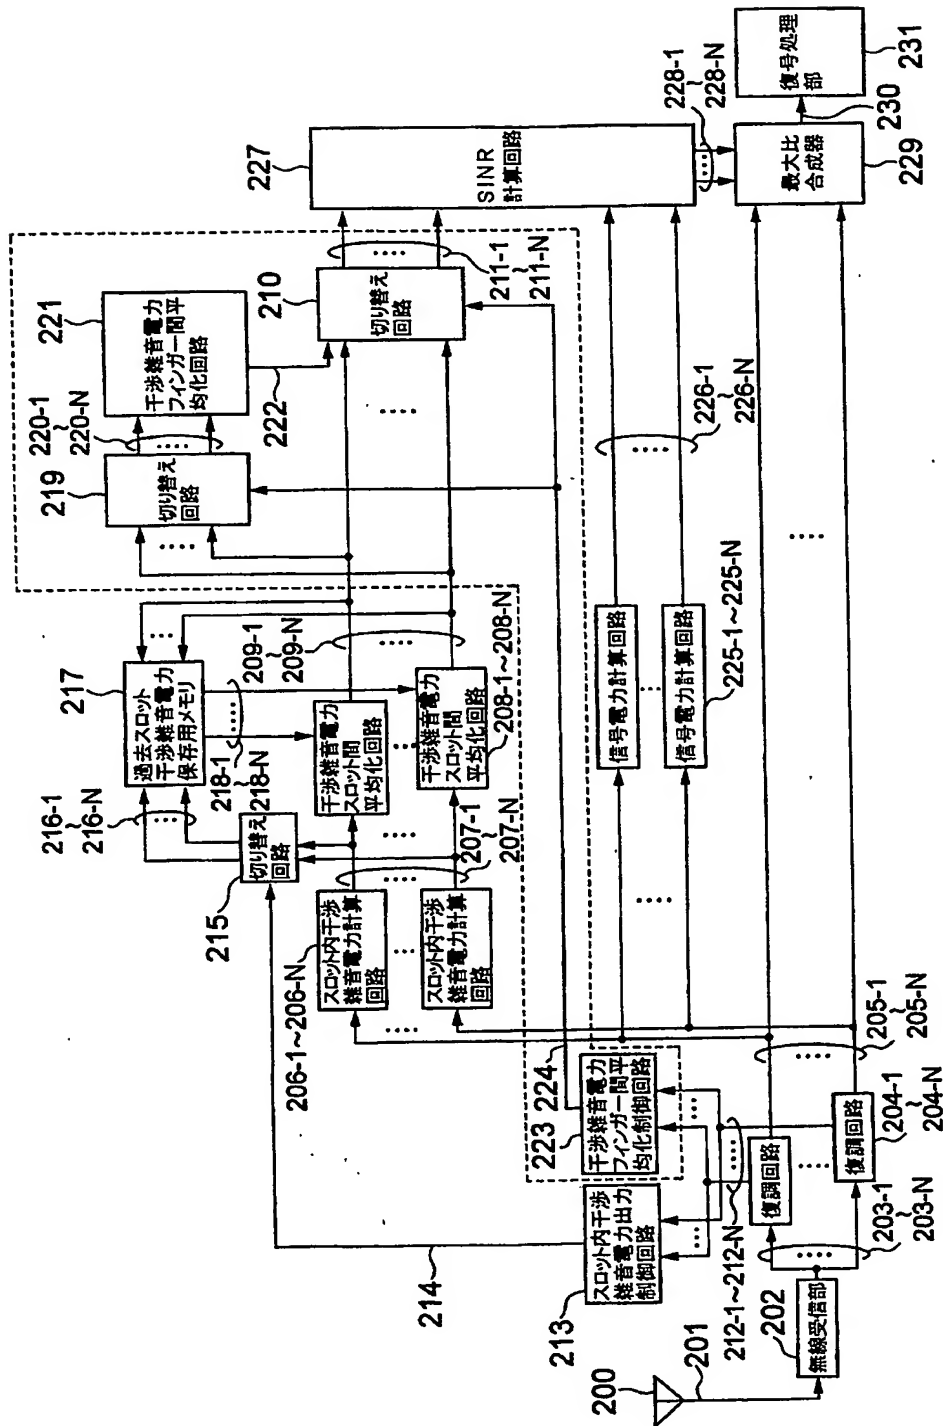 200
201
202
無線受信部
203-1
～
203-N
復調回路
復調回路
204-1
～
204-N
205-1
～
205-N
212-1～212-N
213
スロット内干渉
雑音電力出力
制御回路
214
223
干渉雑音電力
フィンガー間平
均化制御回路
224
206-1～206-N
スロット内干渉
雑音電力計算
回路
スロット内干渉
雑音電力計算
回路
207-1
～
207-N
215
切り替え
回路
216-1
～
216-N
217
過去スロット
干渉雑音電力
保存用メモリ
218-1
～
218-N
干渉雑音電力
スロット間
平均化回路
干渉雑音電力
スロット間
平均化回路
208-1～208-N
209-1
～
209-N
219
切り替え
回路
220-1
～
220-N
221
干渉雑音電力
フィンガー間平
均化回路
222
210
切り替え
回路
211-1
～
211-N
信号電力計算回路
信号電力計算回路
225-1～225-N
226-1
～
226-N
227
SINR
計算回路
228-1
～
228-N
最大比
合成器
229
230
復号処理
部
231